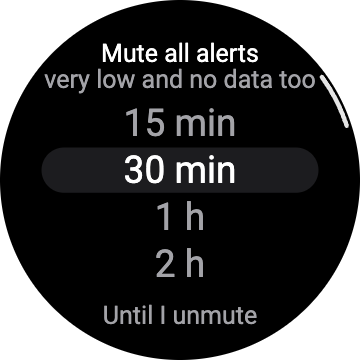 Mute all alerts
very low and no data too
15 min
30 min
1 h
2 h
Until I unmute